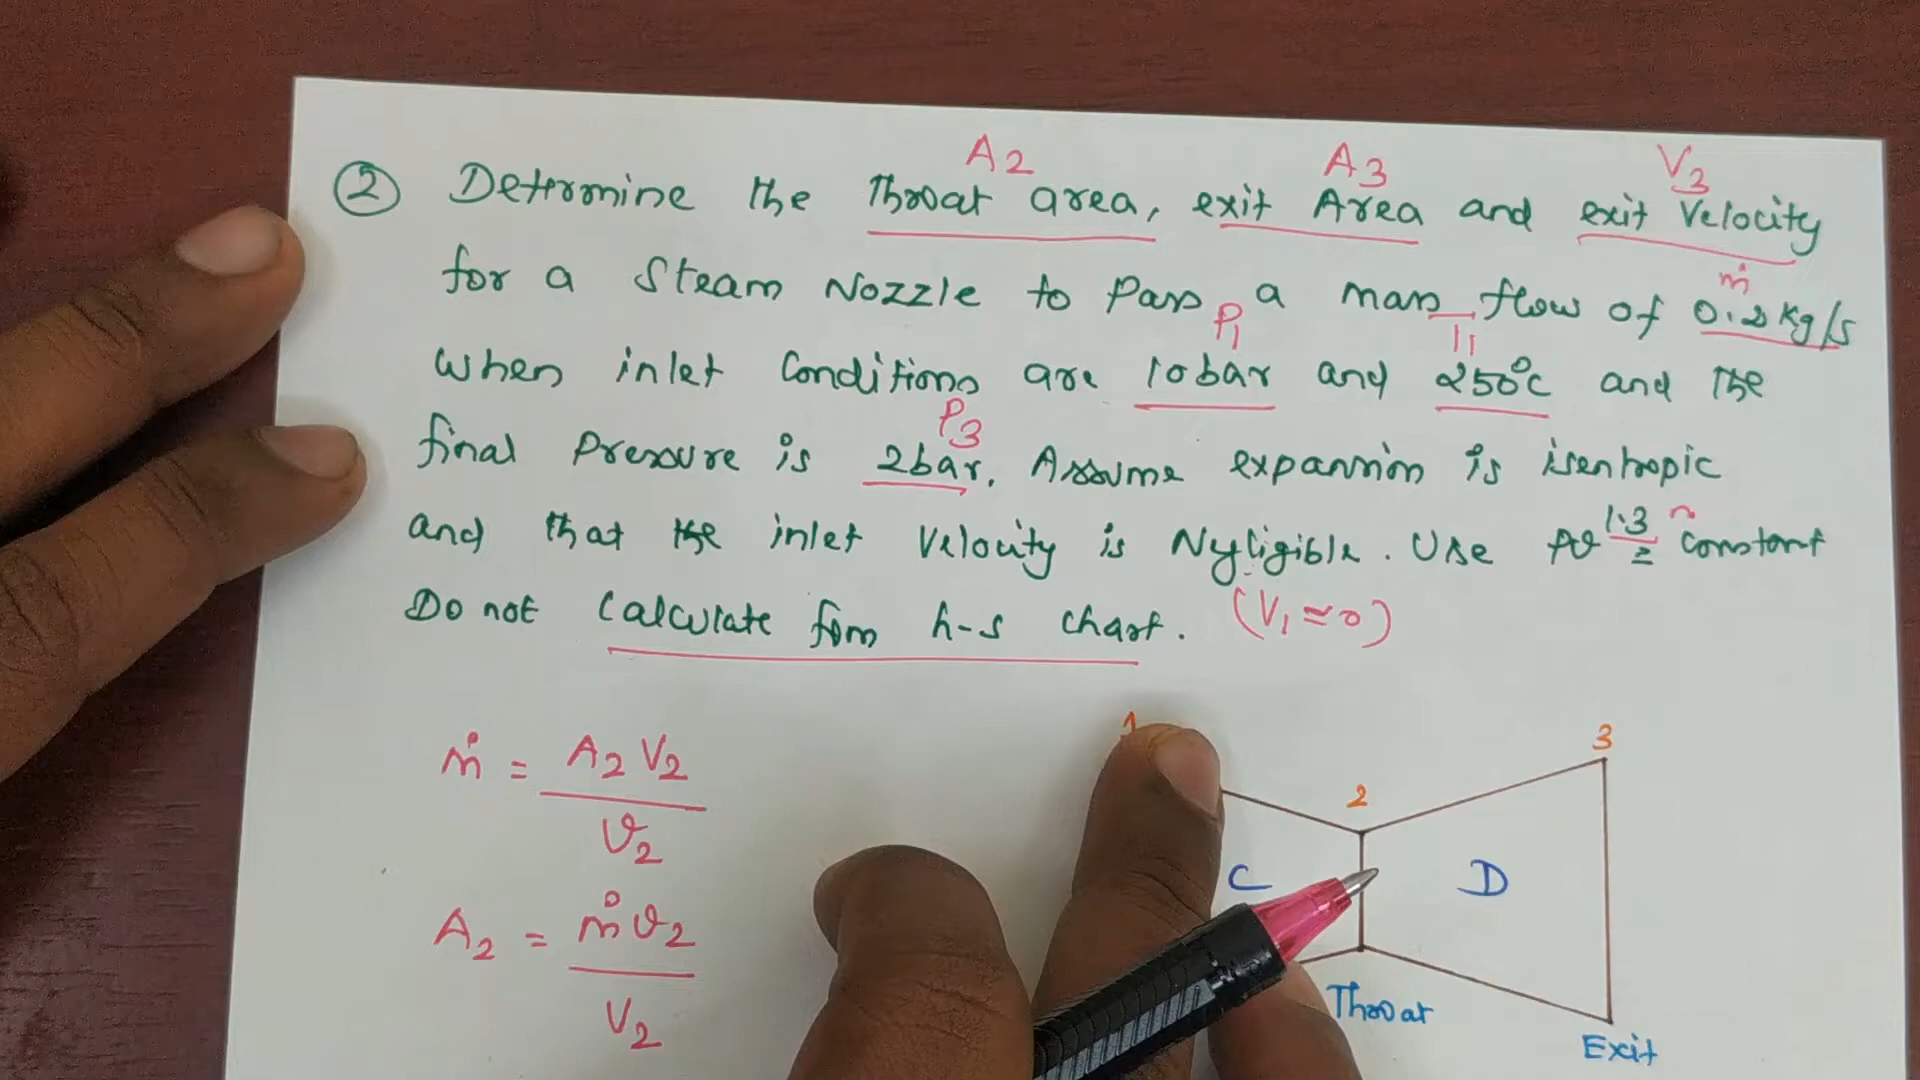 A2 A3 V3
② Determine the Throat area, exit Area and exit Velocity
for a Steam Nozzle to Pass a mass flow of 0.2 kg/s
ṁ
P1 T1
when inlet Conditions are 10bar and 250°C and the
P3
final Pressure is 2bar. Assume expansion is isentropic
and that the inlet velocity is Nygligible. Use Pv^1.3 = constant
n
Do not Calculate from h-s chart. (V1≈0)
ṁ = A2 V2 / v2
A2 = ṁ v2 / V2
1
2
3
C D
Throat
Exit